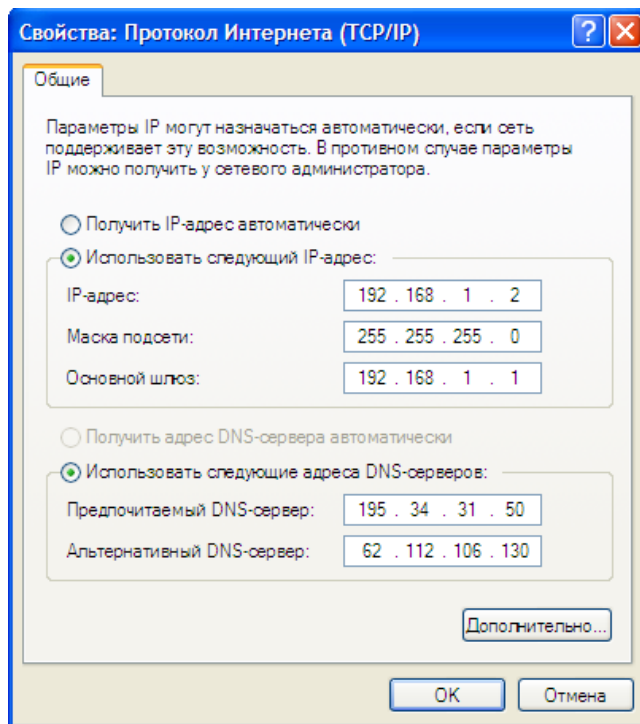 Свойства: Протокол Интернета (TCP/IP)
Общие
Параметры IP могут назначаться автоматически, если сеть
поддерживает эту возможность. В противном случае параметры
IP можно получить у сетевого администратора.
Получить IP-адрес автоматически
Использовать следующий IP-адрес:
IP-адрес: 192 . 168 . 1 . 2
Маска подсети: 255 . 255 . 255 . 0
Основной шлюз: 192 . 168 . 1 . 1
Получить адрес DNS-сервера автоматически
Использовать следующие адреса DNS-серверов:
Предпочитаемый DNS-сервер: 195 . 34 . 31 . 50
Альтернативный DNS-сервер: 62 . 112 . 106 . 130
Дополнительно...
OK Отмена